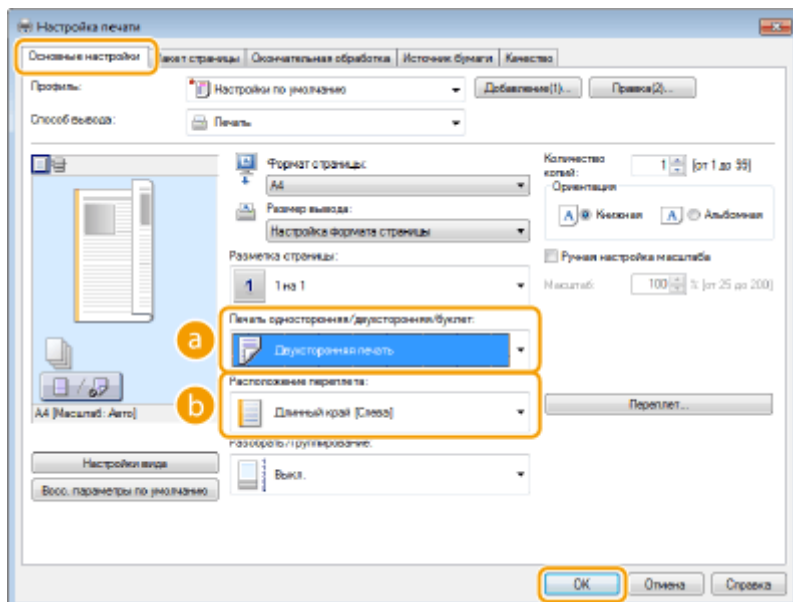 Настройка печати
Основные настройки Макет страницы Окончательная обработка Источник бумаги Качество
Профиль: Настройки по умолчанию Добавление(1)... Правка(2)...
Способ вывода: Печать
Формат страницы:
A4
Размер вывода:
Настройка формата страницы
Разметка страницы:
1 1 на 1
a
Печать односторонняя/двухсторонняя/буклет:
Двухсторонняя печать
b
Расположение переплета:
Длинный край [Слева]
Разобрать/Группирование:
Выкл.
Количество копий: 1 [от 1 до 99]
Ориентация
A Книжная A Альбомная
Ручная настройка масштаба
Масштаб: 100 % [от 25 до 200]
Переплет...
A4 [Масштаб: Авто]
Настройки вида
Восс. параметры по умолчанию
OK Отмена Справка